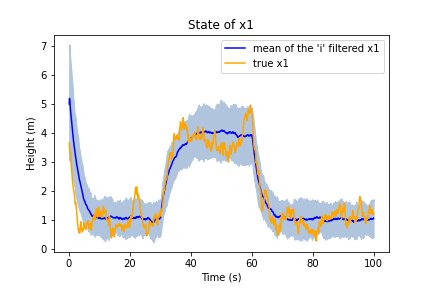 State of x1
mean of the 'i' filtered x1
true x1
Height (m)
7
6
5
4
3
2
1
0
0 20 40 60 80 100
Time (s)